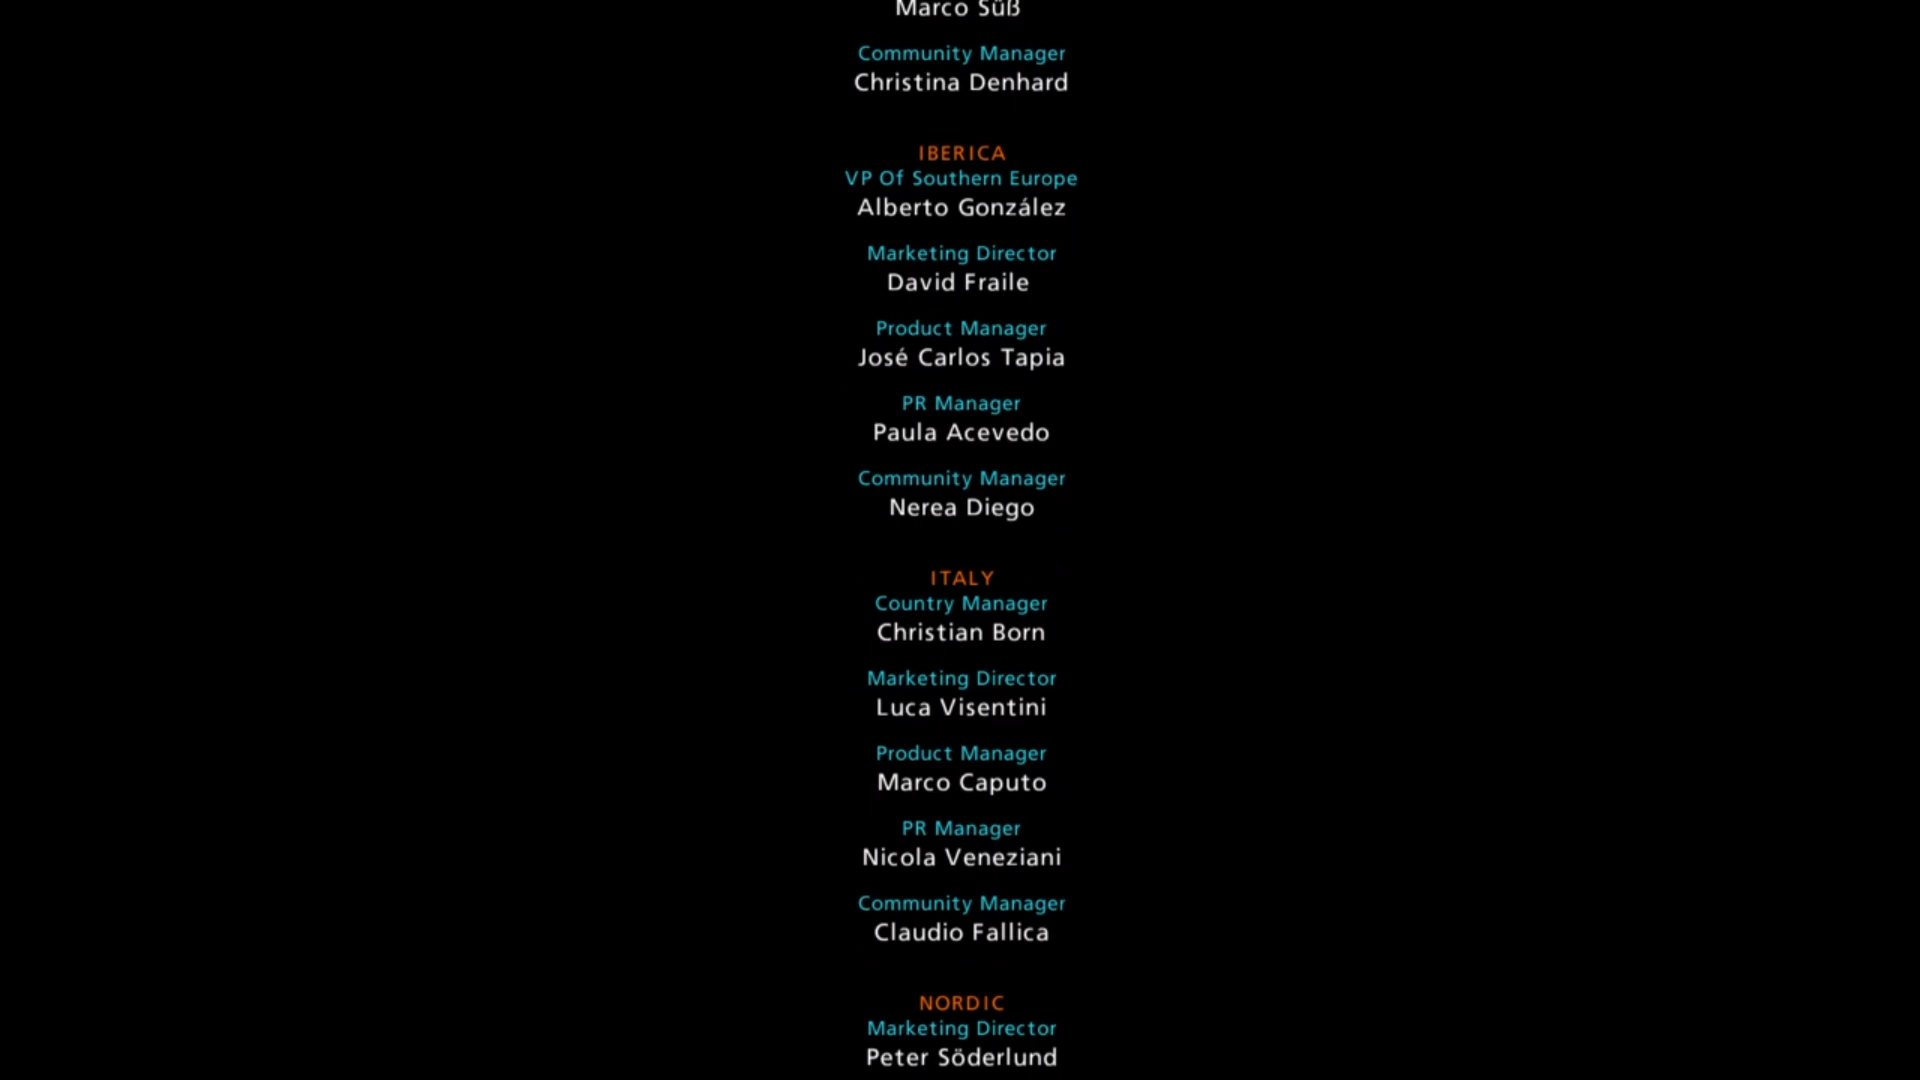 Marco Süß
Community Manager
Christina Denhard
IBERICA
VP Of Southern Europe
Alberto González
Marketing Director
David Fraile
Product Manager
José Carlos Tapia
PR Manager
Paula Acevedo
Community Manager
Nerea Diego
ITALY
Country Manager
Christian Born
Marketing Director
Luca Visentini
Product Manager
Marco Caputo
PR Manager
Nicola Veneziani
Community Manager
Claudio Fallica
NORDIC
Marketing Director
Peter Söderlund